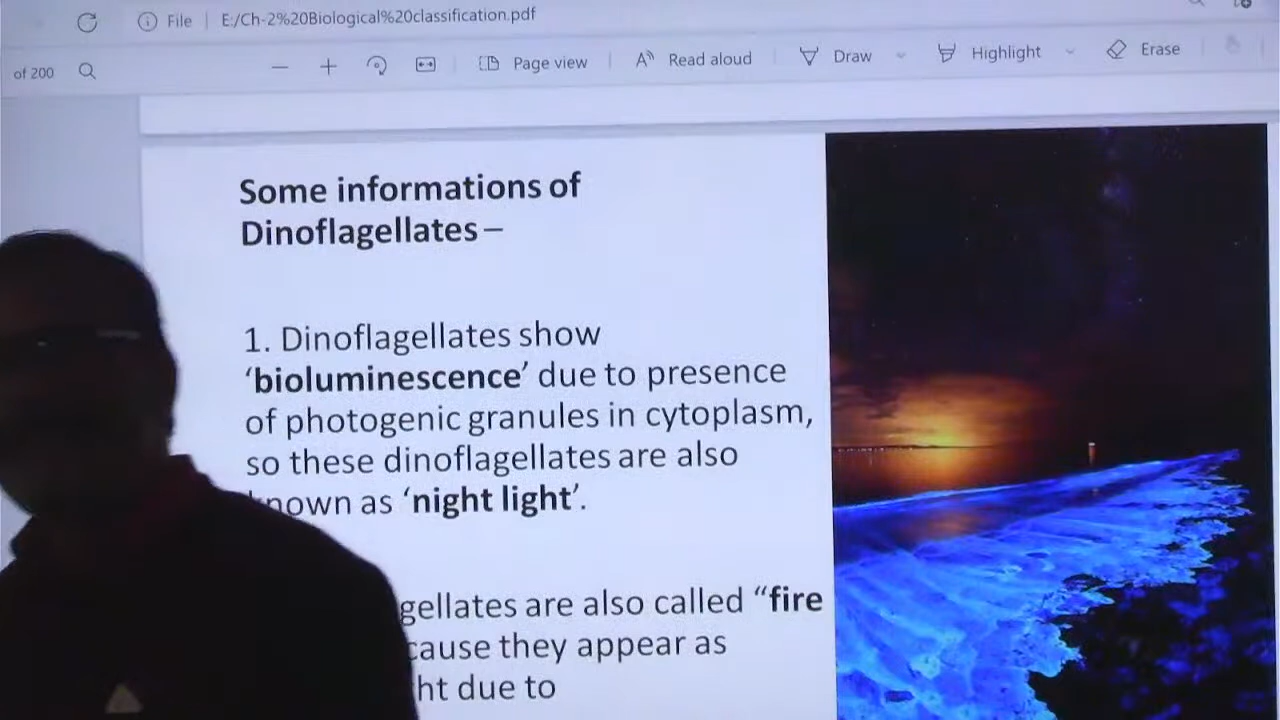 File | E:/Ch-2%20Biological%20classification.pdf
of 200
Page view
Read aloud
Draw
Highlight
Erase
Some informations of
Dinoflagellates –
1. Dinoflagellates show
‘bioluminescence’ due to presence
of photogenic granules in cytoplasm,
so these dinoflagellates are also
known as ‘night light’.
gellates are also called “fire
cause they appear as
ht due to